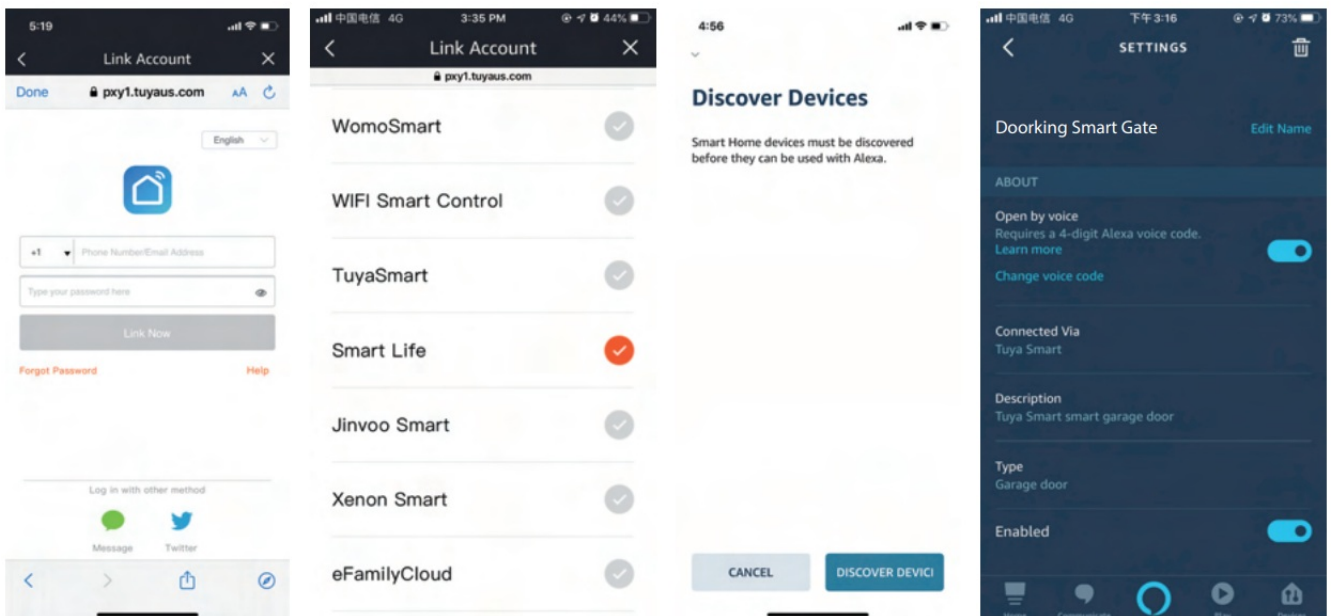 5:19
Link Account
Done pxy1.tuyaus.com AA
English
+1 Phone Number/Email Address
Type your password here
Link Now
Forgot Password Help
Log in with other method
Message Twitter
中国电信 4G 3:35 PM 44%
Link Account
pxy1.tuyaus.com
WomoSmart
WIFI Smart Control
TuyaSmart
Smart Life
Jinvoo Smart
Xenon Smart
eFamilyCloud
4:56
Discover Devices
Smart Home devices must be discovered
before they can be used with Alexa.
CANCEL DISCOVER DEVICI
中国电信 4G 下午3:16 73%
SETTINGS
Doorking Smart Gate Edit Name
ABOUT
Open by voice
Requires a 4-digit Alexa voice code.
Learn more
Change voice code
Connected Via
Tuya Smart
Description
Tuya Smart smart garage door
Type
Garage door
Enabled
Home Communicate Play Devices